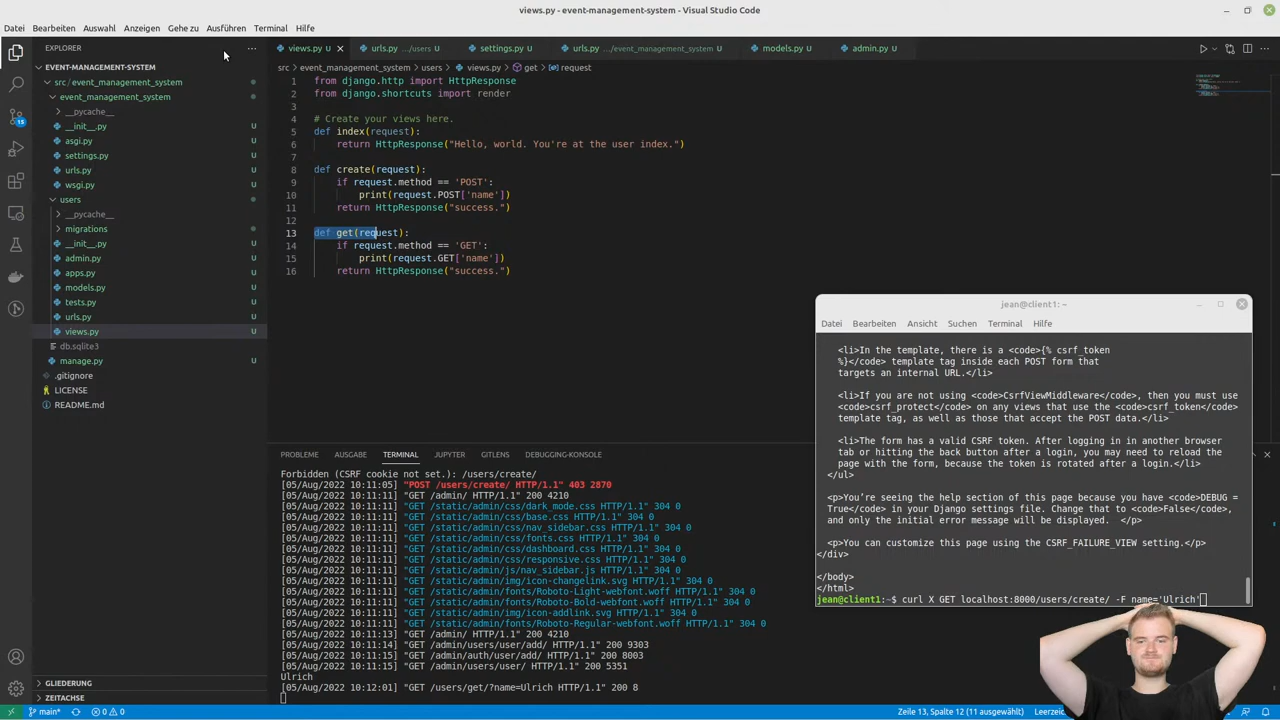 views.py - event-management-system - Visual Studio Code
Datei Bearbeiten Auswahl Anzeigen Gehe zu Ausführen Terminal Hilfe
EXPLORER
EVENT-MANAGEMENT-SYSTEM
src / event_management_system
event_management_system
__pycache__
__init__.py U
asgi.py U
settings.py U
urls.py U
wsgi.py U
users
__pycache__
migrations
__init__.py U
admin.py U
apps.py U
models.py U
tests.py U
urls.py U
views.py U
db.sqlite3
manage.py U
.gitignore
LICENSE
README.md
GLIEDERUNG
ZEITACHSE
15
views.py U
urls.py .../users U
settings.py U
urls.py .../event_management_system U
models.py U
admin.py U
src > event_management_system > users > views.py > get > request
1 from django.http import HttpResponse
2 from django.shortcuts import render
3
4 # Create your views here.
5 def index(request):
6 return HttpResponse("Hello, world. You're at the user index.")
7
8 def create(request):
9 if request.method == 'POST':
10 print(request.POST['name'])
11 return HttpResponse("success.")
12
13 def get(request):
14 if request.method == 'GET':
15 print(request.GET['name'])
16 return HttpResponse("success.")
PROBLEME AUSGABE TERMINAL JUPYTER GITLENS DEBUGGING-KONSOLE
Forbidden (CSRF cookie not set.): /users/create/
[05/Aug/2022 10:11:05] "POST /users/create/ HTTP/1.1" 403 2870
[05/Aug/2022 10:11:11] "GET /admin/ HTTP/1.1" 200 4210
[05/Aug/2022 10:11:11] "GET /static/admin/css/dark_mode.css HTTP/1.1" 304 0
[05/Aug/2022 10:11:11] "GET /static/admin/css/base.css HTTP/1.1" 304 0
[05/Aug/2022 10:11:11] "GET /static/admin/css/nav_sidebar.css HTTP/1.1" 304 0
[05/Aug/2022 10:11:11] "GET /static/admin/css/fonts.css HTTP/1.1" 304 0
[05/Aug/2022 10:11:11] "GET /static/admin/css/dashboard.css HTTP/1.1" 304 0
[05/Aug/2022 10:11:11] "GET /static/admin/css/responsive.css HTTP/1.1" 304 0
[05/Aug/2022 10:11:11] "GET /static/admin/js/nav_sidebar.js HTTP/1.1" 304 0
[05/Aug/2022 10:11:11] "GET /static/admin/img/icon-changelink.svg HTTP/1.1" 304 0
[05/Aug/2022 10:11:11] "GET /static/admin/fonts/Roboto-Light-webfont.woff HTTP/1.1" 304 0
[05/Aug/2022 10:11:11] "GET /static/admin/fonts/Roboto-Bold-webfont.woff HTTP/1.1" 304 0
[05/Aug/2022 10:11:11] "GET /static/admin/img/icon-addlink.svg HTTP/1.1" 304 0
[05/Aug/2022 10:11:11] "GET /static/admin/fonts/Roboto-Regular-webfont.woff HTTP/1.1" 304 0
[05/Aug/2022 10:11:13] "GET /admin/ HTTP/1.1" 200 4210
[05/Aug/2022 10:11:14] "GET /admin/users/user/add/ HTTP/1.1" 200 9303
[05/Aug/2022 10:11:15] "GET /admin/auth/user/add/ HTTP/1.1" 200 8003
[05/Aug/2022 10:11:15] "GET /admin/users/user/ HTTP/1.1" 200 5351
Ulrich
[05/Aug/2022 10:12:01] "GET /users/get/?name=Ulrich HTTP/1.1" 200 8
jean@client1: ~
Datei Bearbeiten Ansicht Suchen Terminal Hilfe
<li>In the template, there is a <code>{% csrf_token
%}</code> template tag inside each POST form that
targets an internal URL.</li>
<li>If you are not using <code>CsrfViewMiddleware</code>, then you must use
<code>csrf_protect</code> on any views that use the <code>csrf_token</code>
template tag, as well as those that accept the POST data.</li>
<li>The form has a valid CSRF token. After logging in in another browser
tab or hitting the back button after a login, you may need to reload the
page with the form, because the token is rotated after a login.</li>
</ul>
<p>You're seeing the help section of this page because you have <code>DEBUG =
True</code> in your Django settings file. Change that to <code>False</code>,
and only the initial error message will be displayed. </p>
<p>You can customize this page using the CSRF_FAILURE_VIEW setting.</p>
</div>
</body>
</html>
jean@client1:~$ curl X GET localhost:8000/users/create/ -F name='Ulrich'
main* 0 0 Zeile 13, Spalte 12 (11 ausgewählt) Leerzei